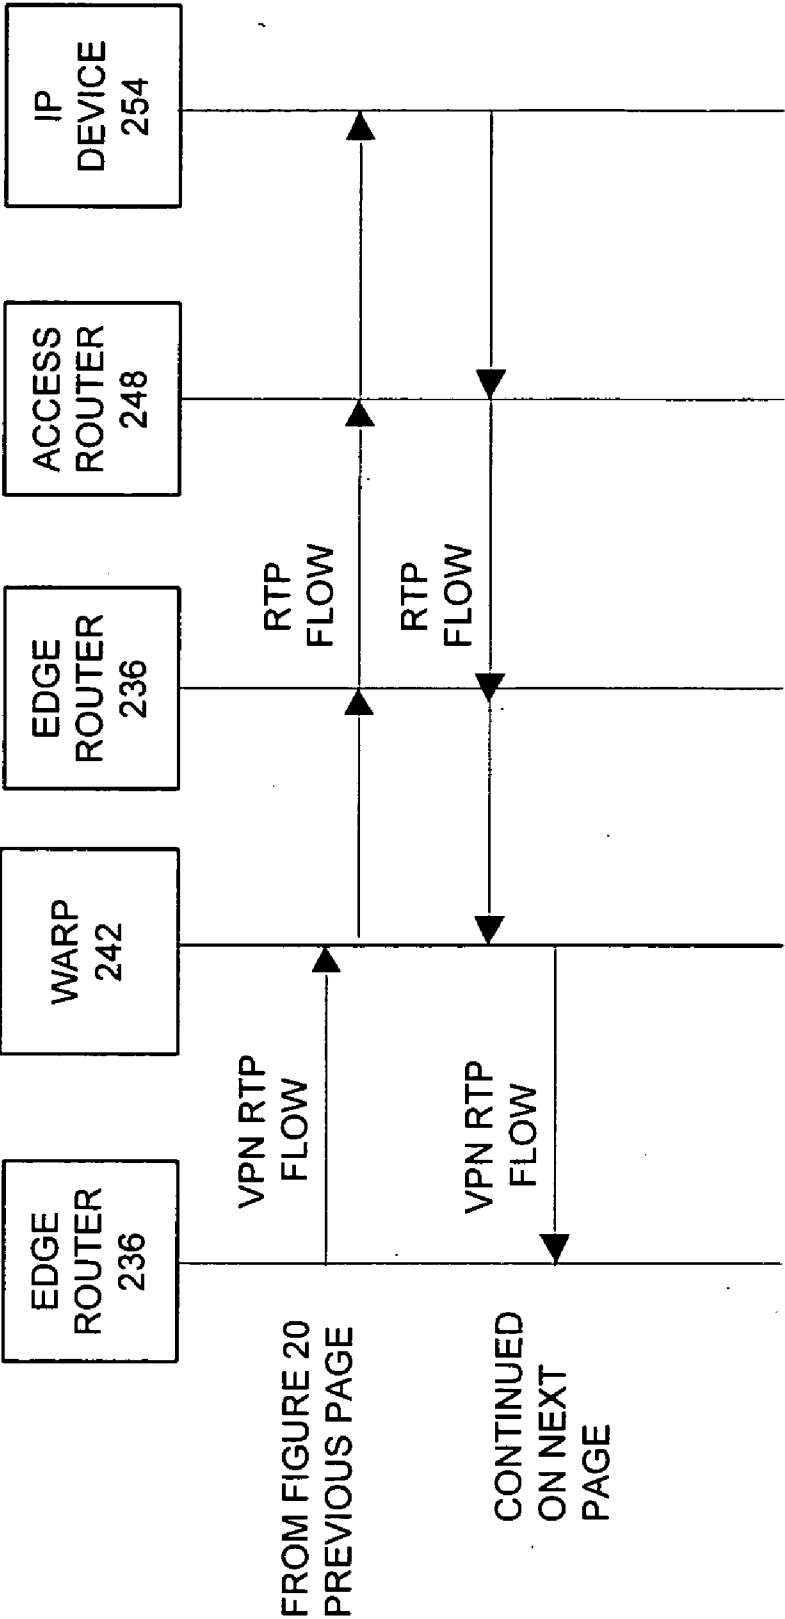 EDGE
ROUTER
236
WARP
242
EDGE
ROUTER
236
ACCESS
ROUTER
248
IP
DEVICE
254
FROM FIGURE 20
PREVIOUS PAGE
VPN RTP
FLOW
RTP
FLOW
CONTINUED
ON NEXT
PAGE
VPN RTP
FLOW
RTP
FLOW